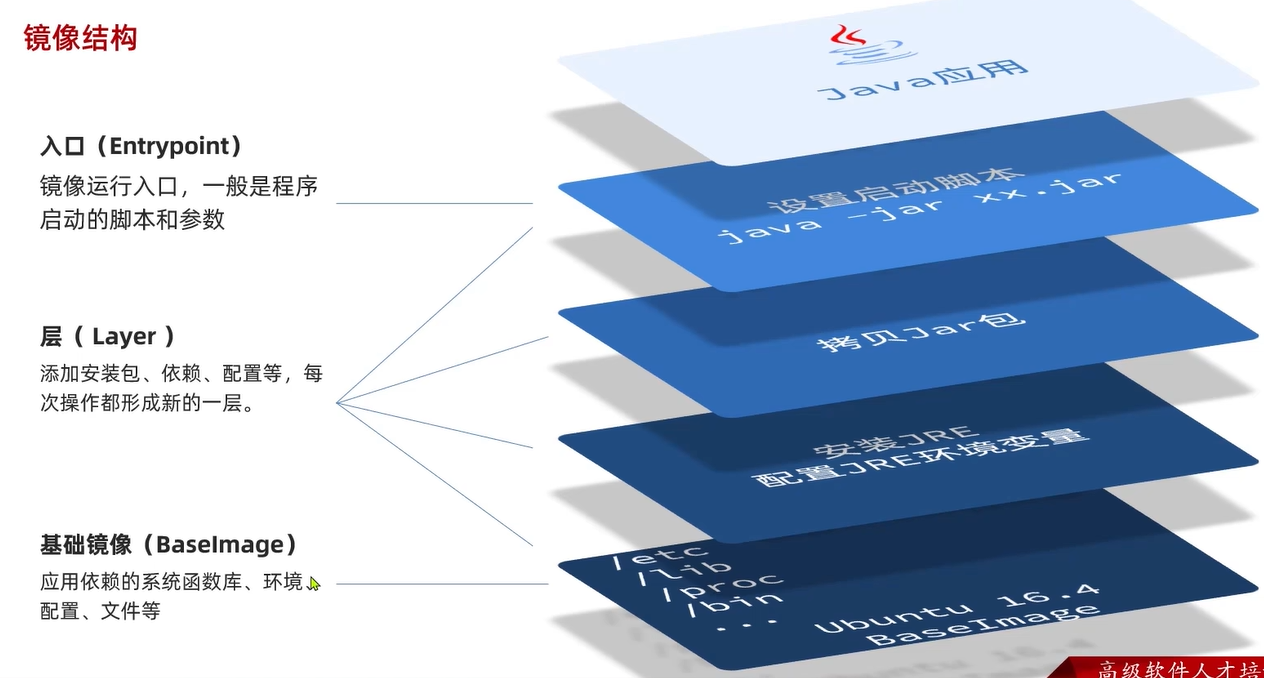 镜像结构
入口（Entrypoint）
镜像运行入口，一般是程序
启动的脚本和参数
层（ Layer ）
添加安装包、依赖、配置等，每
次操作都形成新的一层。
基础镜像（BaseImage）
应用依赖的系统函数库、环境、
配置、文件等
Java应用
设置启动脚本
java -jar xx.jar
拷贝Jar包
安装JRE
配置JRE环境变量
/etc
/lib
/proc
/bin
...
Ubuntu 16.4
BaseImage
高级软件人才培